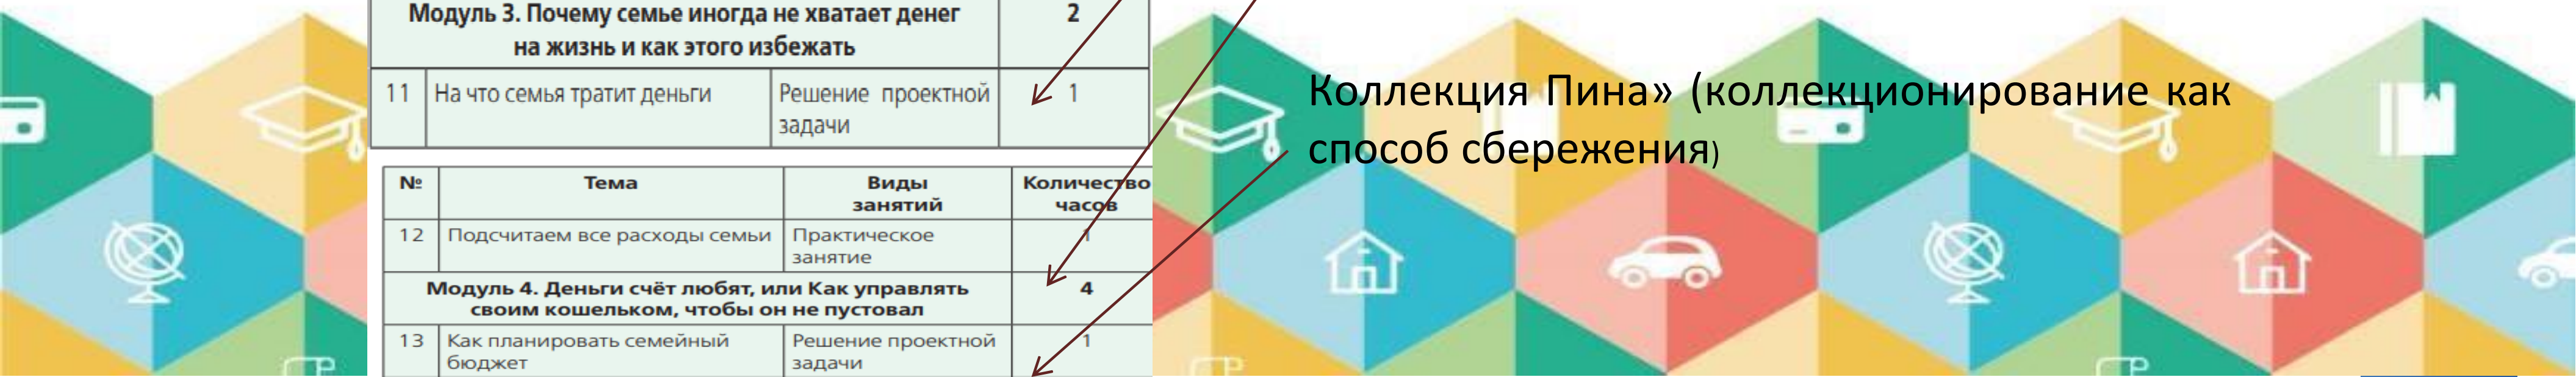 Модуль 3. Почему семье иногда не хватает денег 2
на жизнь и как этого избежать
11 На что семья тратит деньги Решение проектной 1
задачи
№ Тема Виды Количество
занятий часов
12 Подсчитаем все расходы семьи Практическое 1
занятие
Модуль 4. Деньги счёт любят, или Как управлять 4
своим кошельком, чтобы он не пустовал
13 Как планировать семейный Решение проектной 1
бюджет задачи
Коллекция Пина» (коллекционирование как
способ сбережения)